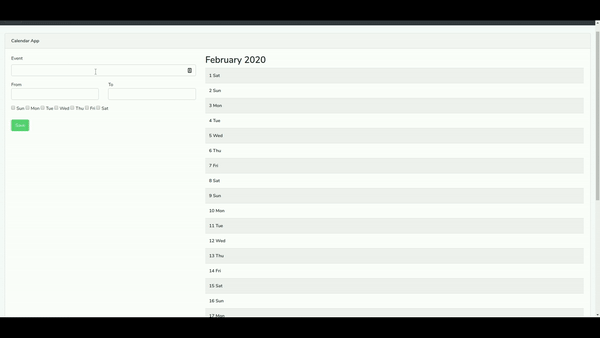 Calendar App
Event
From
To
Sun Mon Tue Wed Thu Fri Sat
Save
February 2020
1 Sat
2 Sun
3 Mon
4 Tue
5 Wed
6 Thu
7 Fri
8 Sat
9 Sun
10 Mon
11 Tue
12 Wed
13 Thu
14 Fri
15 Sat
16 Sun
17 Mon